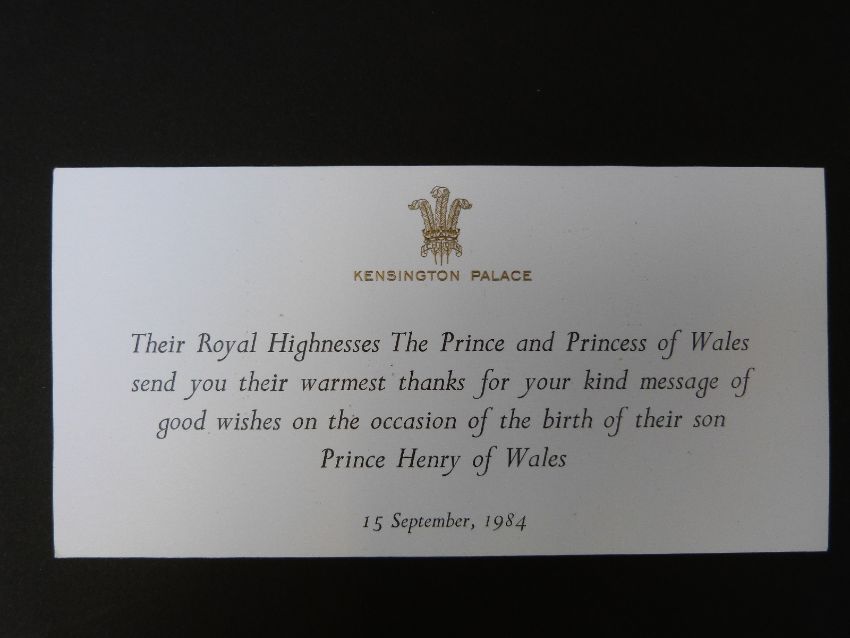 KENSINGTON PALACE
Their Royal Highnesses The Prince and Princess of Wales
send you their warmest thanks for your kind message of
good wishes on the occasion of the birth of their son
Prince Henry of Wales
15 September, 1984